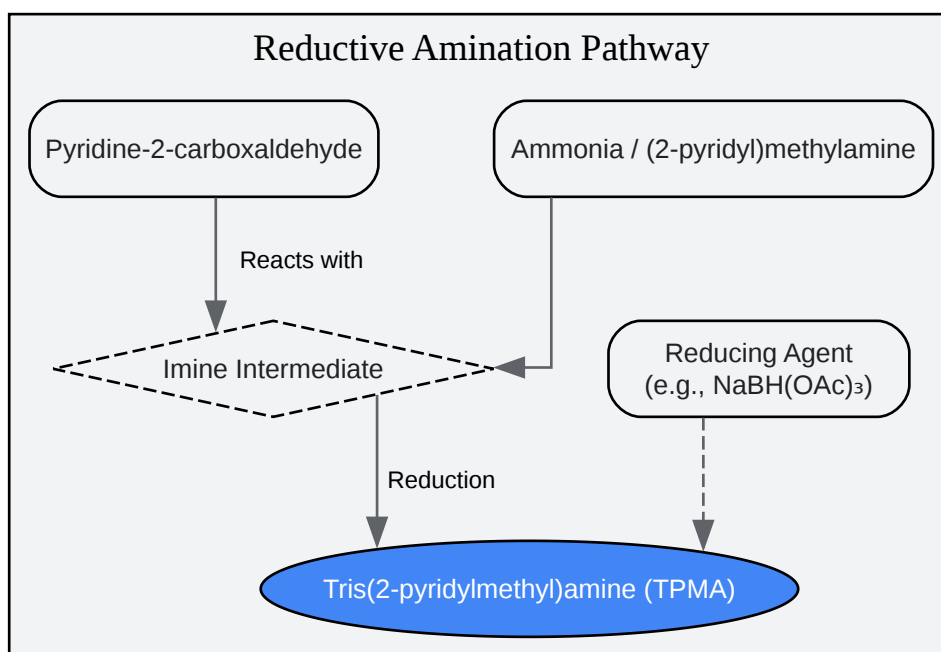 Reductive Amination Pathway
Pyridine-2-carboxaldehyde
Ammonia / (2-pyridyl)methylamine
Reacts with
Imine Intermediate
Reducing Agent
(e.g., NaBH(OAc)₃)
Reduction
Tris(2-pyridylmethyl)amine (TPMA)